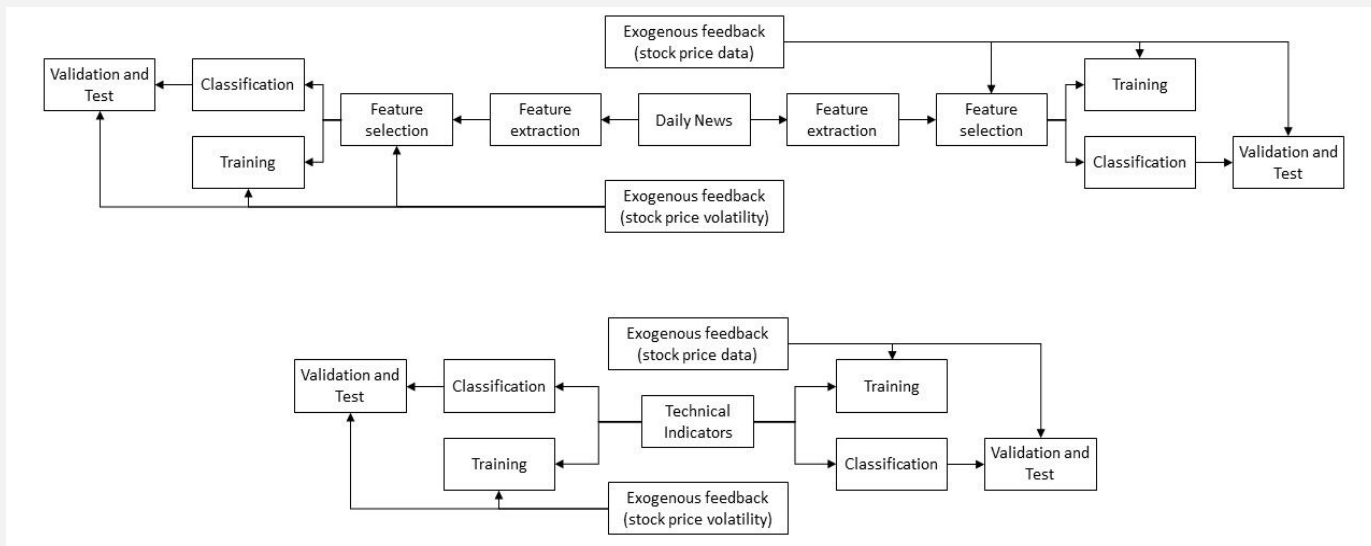 Exogenous feedback
(stock price data)
Validation and
Test
Classification
Training
Feature
selection
Feature
extraction
Daily News
Feature
extraction
Feature
selection
Training
Classification
Validation and
Test
Exogenous feedback
(stock price volatility)
Exogenous feedback
(stock price data)
Validation and
Test
Classification
Training
Technical
Indicators
Training
Classification
Validation and
Test
Exogenous feedback
(stock price volatility)